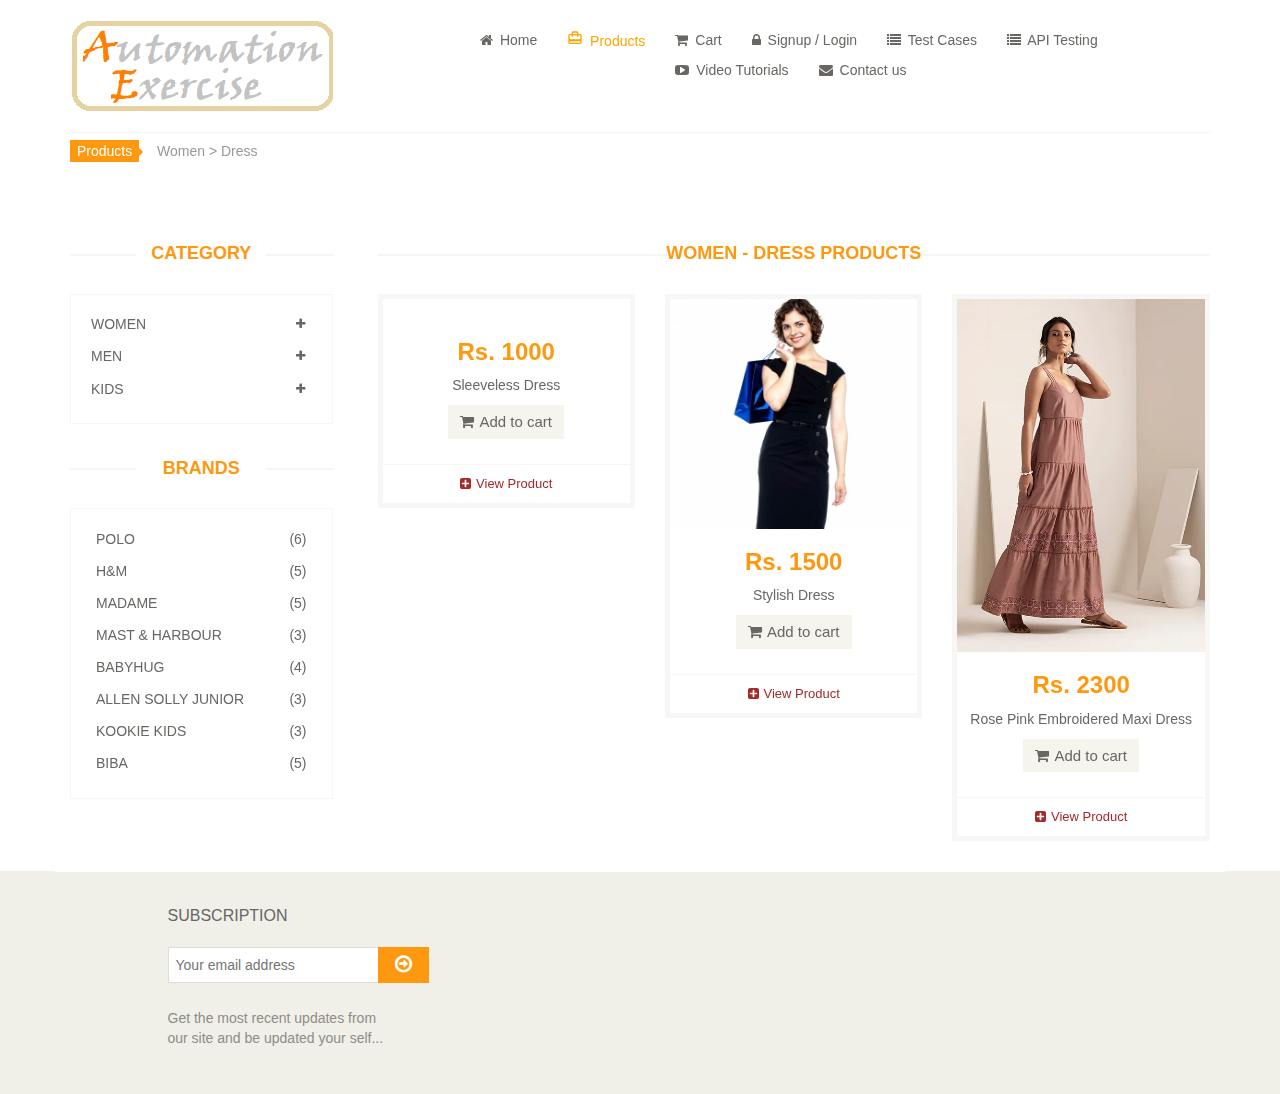 Automation
Exercise
Home
Products
Cart
Signup / Login
Test Cases
API Testing
Video Tutorials
Contact us
Products
Women > Dress
CATEGORY
WOMEN
MEN
KIDS
BRANDS
POLO (6)
H&M (5)
MADAME (5)
MAST & HARBOUR (3)
BABYHUG (4)
ALLEN SOLLY JUNIOR (3)
KOOKIE KIDS (3)
BIBA (5)
WOMEN - DRESS PRODUCTS
Rs. 1000
Sleeveless Dress
Add to cart
View Product
Rs. 1500
Stylish Dress
Add to cart
View Product
Rs. 2300
Rose Pink Embroidered Maxi Dress
Add to cart
View Product
SUBSCRIPTION
Your email address
Get the most recent updates from
our site and be updated your self...